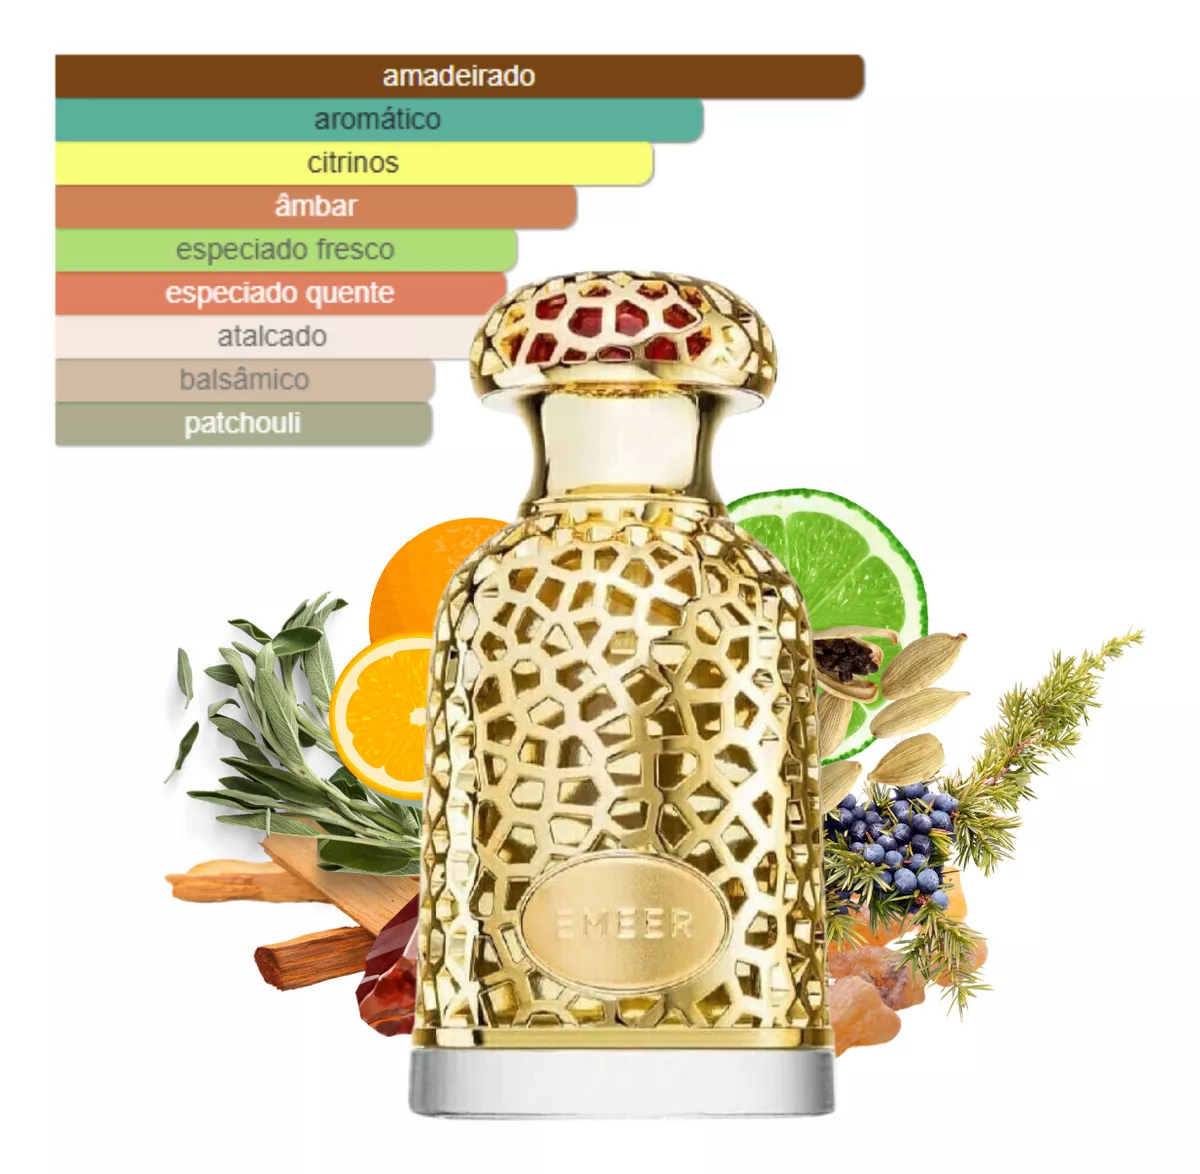 amadeirado
aromático
citrinos
âmbar
especiado fresco
especiado quente
atalcado
balsâmico
patchouli
EMEER